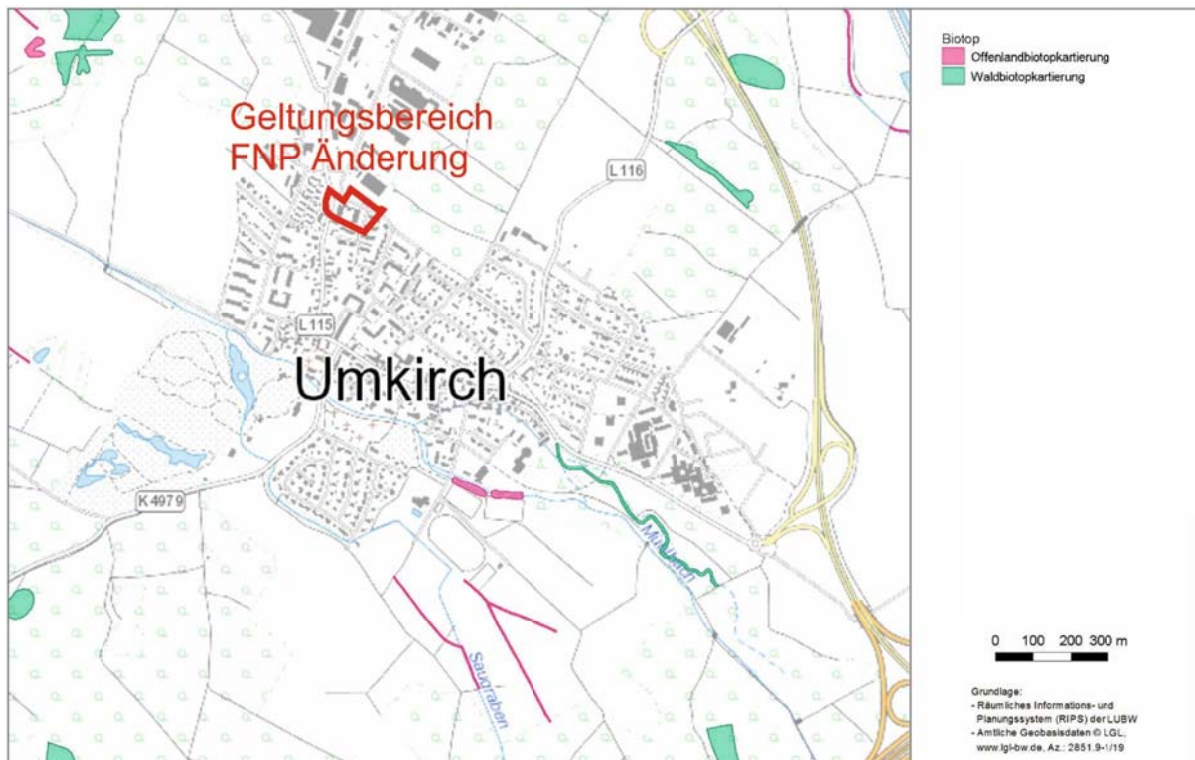 Geltungsbereich
FNP Änderung
L 116
L 115
Umkirch
K 4979
Mühlbach
Saugraben
Biotop
Offenlandbiotopkartierung
Waldbiotopkartierung
0 100 200 300 m
Grundlage:
- Räumliches Informations- und
Planungssystem (RIPS) der LUBW
- Amtliche Geobasisdaten © LGL,
www.lgl-bw.de, Az.: 2851.9-1/19